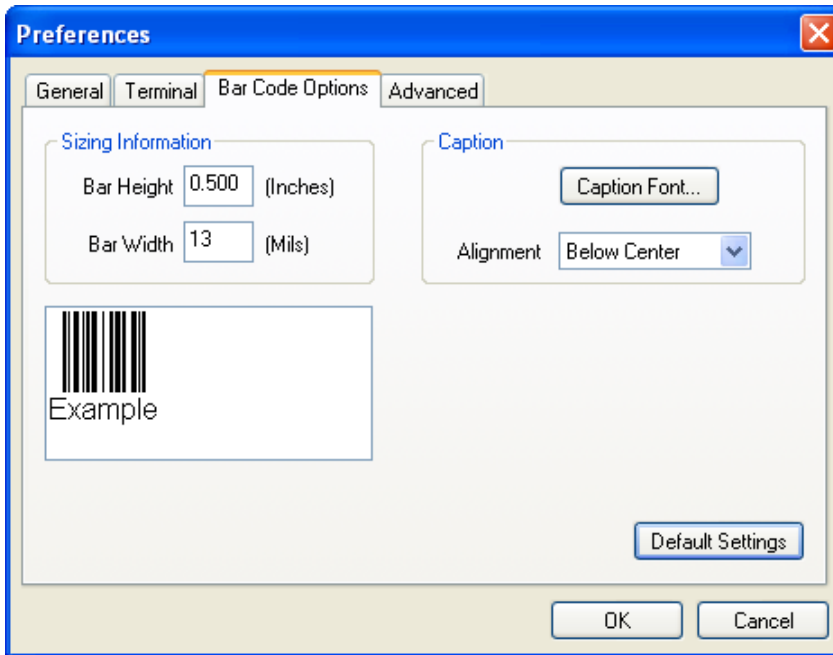 Preferences
General Terminal Bar Code Options Advanced
Sizing Information
Bar Height 0.500 (Inches)
Bar Width 13 (Mils)
Caption
Caption Font...
Alignment Below Center
Example
Default Settings
OK Cancel